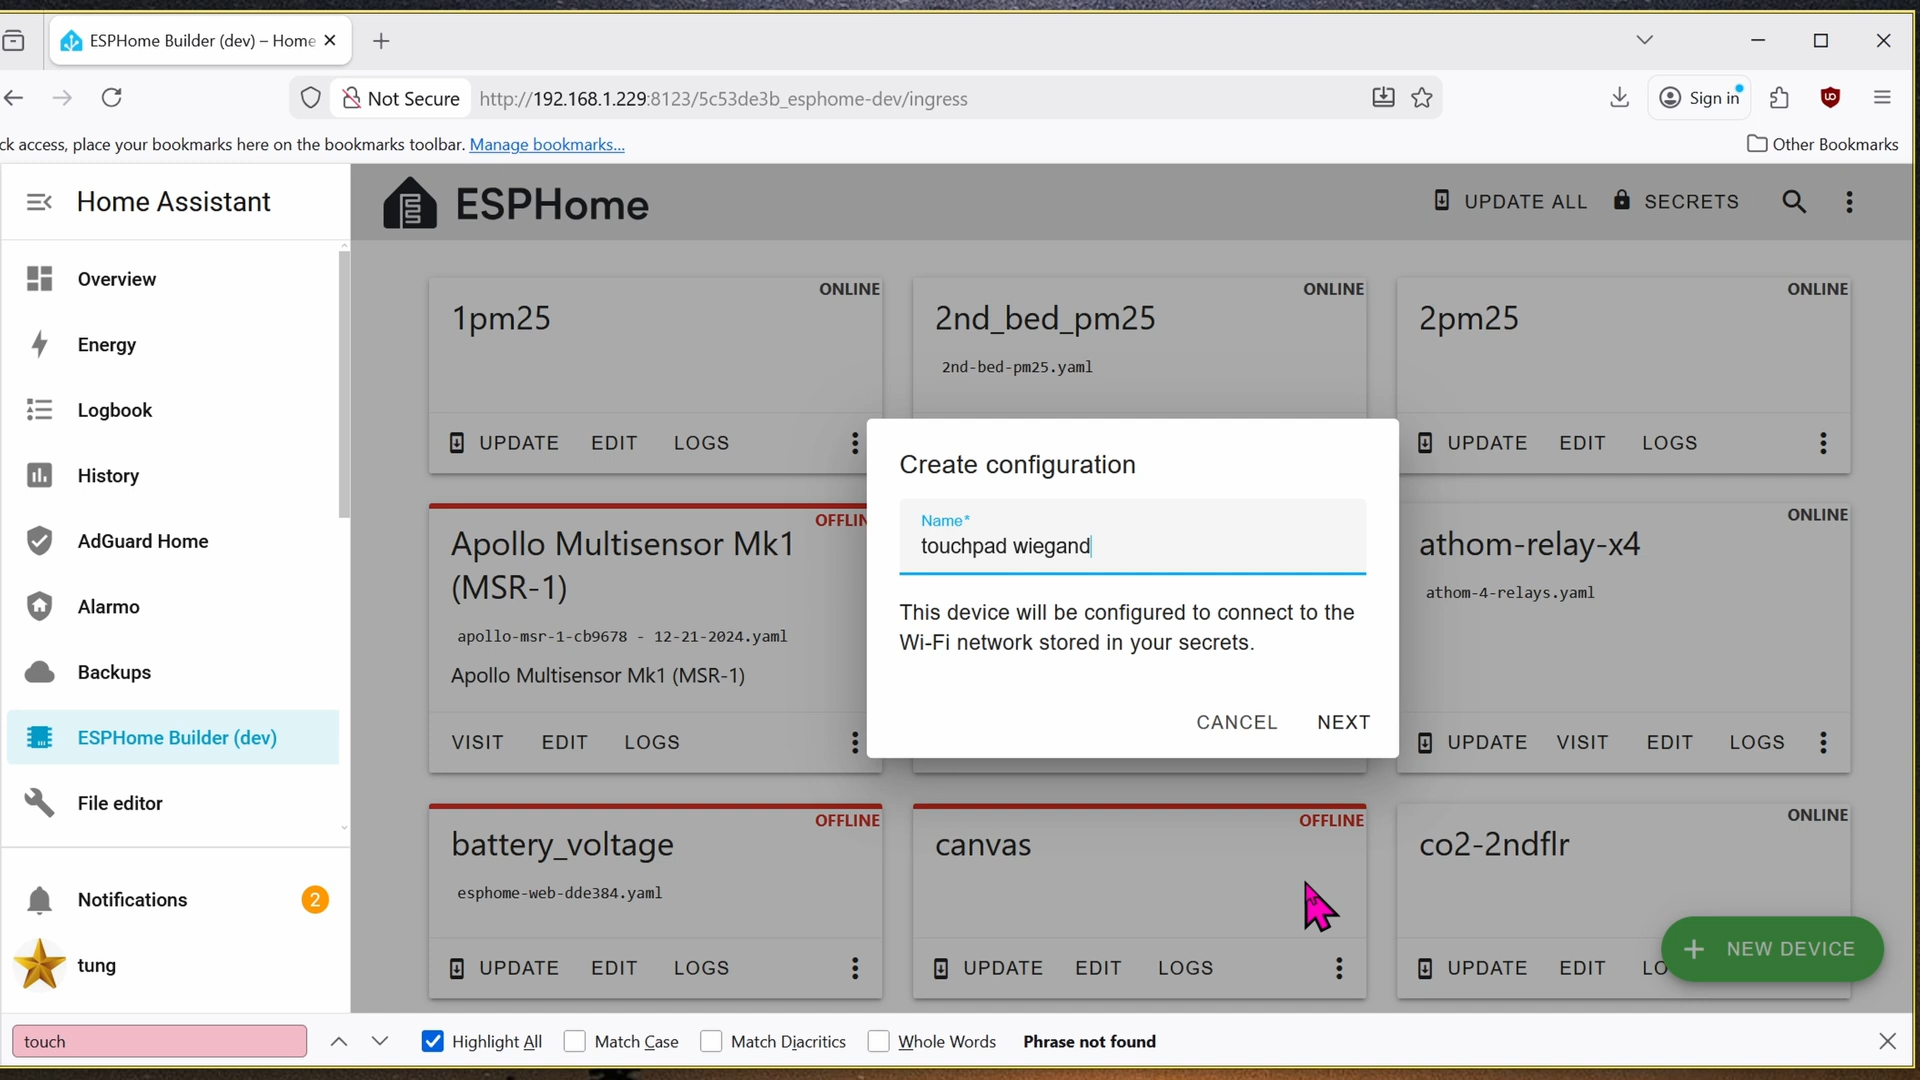 ESPHome Builder (dev) – Home
Not Secure
http://192.168.1.229:8123/5c53de3b_esphome-dev/ingress
Sign in
ck access, place your bookmarks here on the bookmarks toolbar. Manage bookmarks...
Other Bookmarks
Home Assistant
Overview
Energy
Logbook
History
AdGuard Home
Alarmo
Backups
ESPHome Builder (dev)
File editor
Notifications
2
tung
ESPHome
UPDATE ALL
SECRETS
ONLINE
1pm25
UPDATE EDIT LOGS
ONLINE
2nd_bed_pm25
2nd-bed-pm25.yaml
ONLINE
2pm25
UPDATE EDIT LOGS
OFFLIN
Apollo Multisensor Mk1
(MSR-1)
apollo-msr-1-cb9678 - 12-21-2024.yaml
Apollo Multisensor Mk1 (MSR-1)
VISIT EDIT LOGS
Create configuration
Name*
touchpad wiegand
This device will be configured to connect to the
Wi-Fi network stored in your secrets.
CANCEL NEXT
ONLINE
athom-relay-x4
athom-4-relays.yaml
UPDATE VISIT EDIT LOGS
OFFLINE
battery_voltage
esphome-web-dde384.yaml
UPDATE EDIT LOGS
OFFLINE
canvas
UPDATE EDIT LOGS
ONLINE
co2-2ndflr
UPDATE EDIT LO
+ NEW DEVICE
touch
Highlight All
Match Case
Match Diacritics
Whole Words
Phrase not found